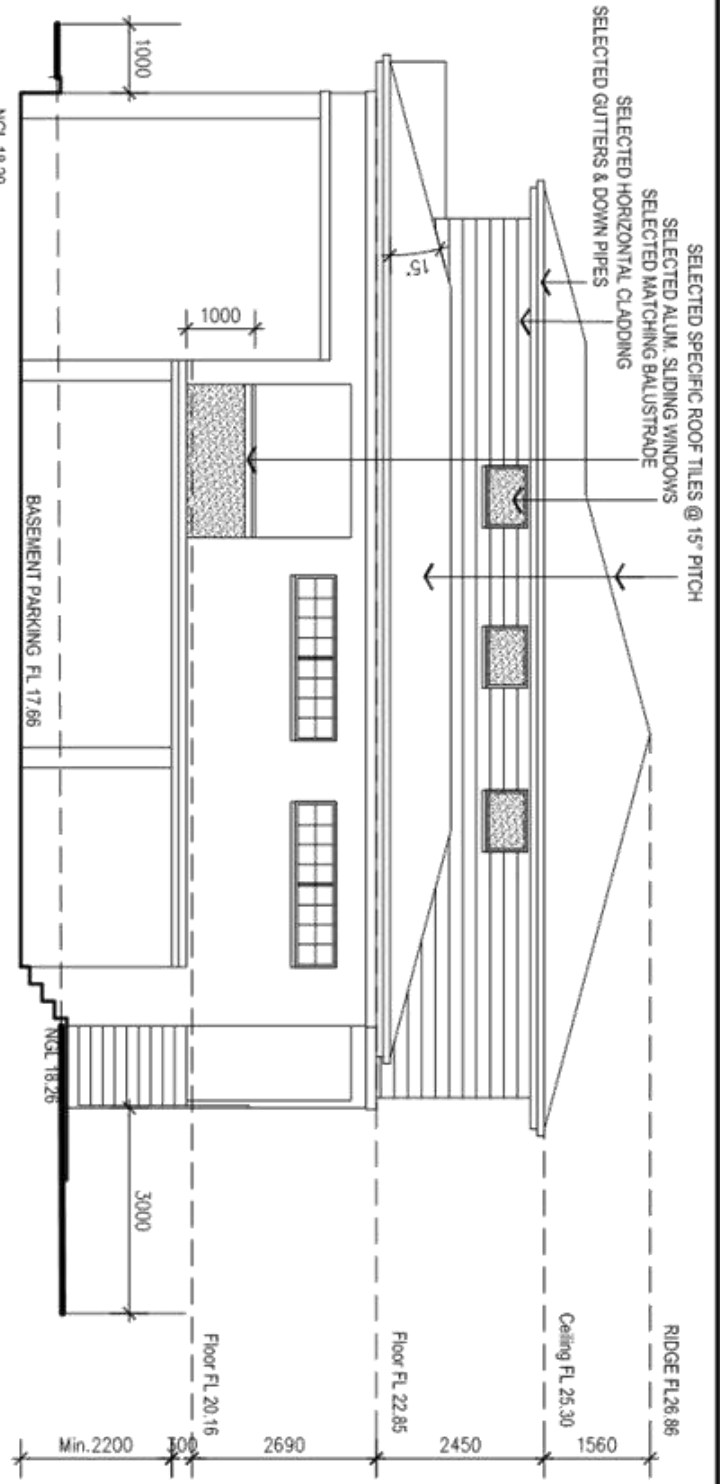 SELECTED SPECIFIC ROOF TILES @ 15° PITCH
SELECTED ALUM. SLIDING WINDOWS
SELECTED MATCHING BALUSTRADE
SELECTED HORIZONTAL CLADDING
SELECTED GUTTERS & DOWN PIPES
RIDGE FL26.86
1560
Ceiling FL 25.30
2450
15°
Floor FL 22.85
2690
1000
Floor FL 20.16
300
1000
3000
Min.2200
BASEMENT PARKING FL 17.66
NGL 18.26